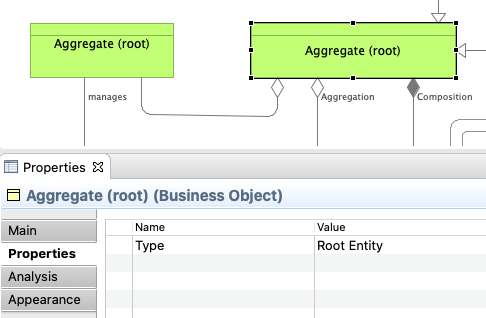 Aggregate (root)
Aggregate (root)
manages
Aggregation
Composition
Properties
Aggregate (root) (Business Object)
Main
Properties
Analysis
Appearance
Name Value
Type Root Entity